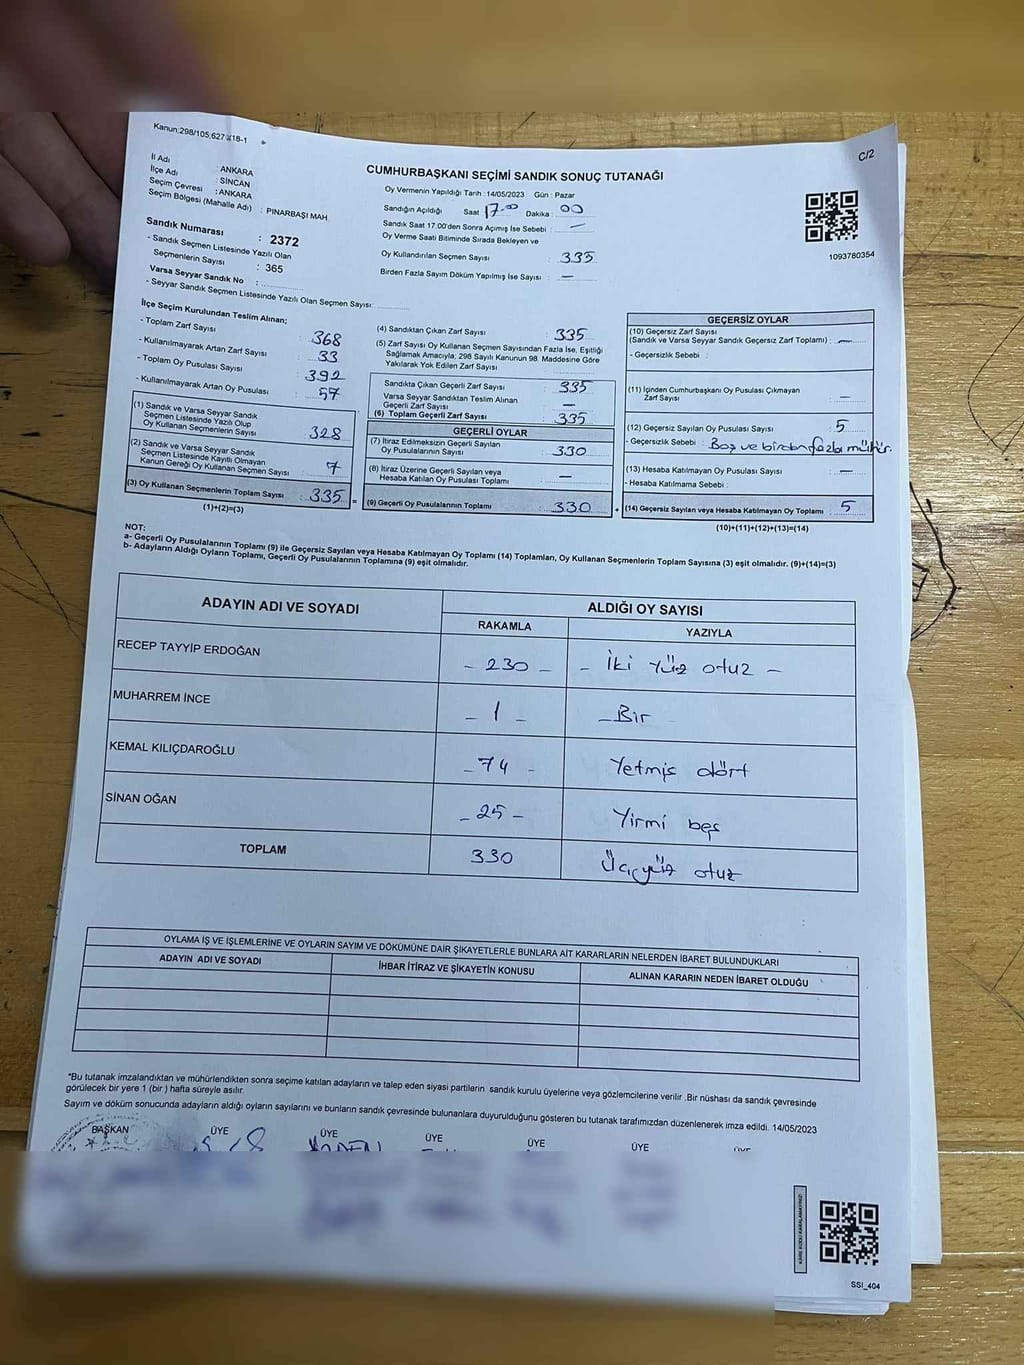 Kanun:298/105,627 s18-1
C/2
İl Adı : ANKARA
İlçe Adı : SİNCAN
Seçim Çevresi : ANKARA
Seçim Bölgesi (Mahalle Adı) : PINARBAŞI MAH
Sandık Numarası : 2372
- Sandık Seçmen Listesinde Yazılı Olan
Seçmenlerin Sayısı : 365
Varsa Seyyar Sandık No :
- Seyyar Sandık Seçmen Listesinde Yazılı Olan Seçmen Sayısı:
CUMHURBAŞKANI SEÇİMİ SANDIK SONUÇ TUTANAĞI
Oy Vermenin Yapıldığı Tarih : 14/05/2023 Gün : Pazar
Sandığın Açıldığı Saat 17.00 Dakika : 00
Sandık Saat 17.00'den Sonra Açımış İse Sebebi : —
Oy Verme Saati Bitiminde Sırada Bekleyen ve
Oy Kullandırılan Seçmen Sayısı : 335
Birden Fazla Sayım Döküm Yapılmış İse Sayısı : —
1093780354
İlçe Seçim Kurulundan Teslim Alınan;
- Toplam Zarf Sayısı : 368
- Kullanılmayarak Artan Zarf Sayısı : 33
- Toplam Oy Pusulası Sayısı : 392
- Kullanılmayarak Artan Oy Pusulası : 57
(1) Sandık ve Varsa Seyyar Sandık
Seçmen Listesinde Yazılı Olup
Oy Kullanan Seçmenlerin Sayısı : 328
(2) Sandık ve Varsa Seyyar Sandık
Seçmen Listesinde Kayıtlı Olmayan
Kanun Gereği Oy Kullanan Seçmen Sayısı : 7
(3) Oy Kullanan Seçmenlerin Toplam Sayısı : 335 =
(1)+(2)=(3)
(4) Sandıktan Çıkan Zarf Sayısı : 335
(5) Zarf Sayısı Oy Kullanan Seçmen Sayısından Fazla İse, Eşitliği
Sağlamak Amacıyla; 298 Sayılı Kanunun 98. Maddesine Göre
Yakılarak Yok Edilen Zarf Sayısı :
Sandıkta Çıkan Geçerli Zarf Sayısı : 335
Varsa Seyyar Sandıktan Teslim Alınan
Geçerli Zarf Sayısı : —
(6) Toplam Geçerli Zarf Sayısı : 335
GEÇERLİ OYLAR
(7) İtiraz Edilmeksizin Geçerli Sayılan
Oy Pusulalarının Sayısı : 330
(8) İtiraz Üzerine Geçerli Sayılan veya
Hesaba Katılan Oy Pusulası Toplamı : —
(9) Geçerli Oy Pusulalarının Toplamı : 330 +
GEÇERSİZ OYLAR
(10) Geçersiz Zarf Sayısı
(Sandık ve Varsa Seyyar Sandık Geçersiz Zarf Toplamı) : —
- Geçersizlik Sebebi :
(11) İçinden Cumhurbaşkanı Oy Pusulası Çıkmayan
Zarf Sayısı : —
(12) Geçersiz Sayılan Oy Pusulası Sayısı : 5
- Geçersizlik Sebebi : Boş ve birden fazla mühür.
(13) Hesaba Katılmayan Oy Pusulası Sayısı : —
- Hesaba Katılmama Sebebi :
(14) Geçersiz Sayılan veya Hesaba Katılmayan Oy Toplamı : 5
(10)+(11)+(12)+(13)=(14)
NOT:
a- Geçerli Oy Pusulalarının Toplamı (9) ile Geçersiz Sayılan veya Hesaba Katılmayan Oy Toplamı (14) Toplamları, Oy Kullanan Seçmenlerin Toplam Sayısına (3) eşit olmalıdır. (9)+(14)=(3)
b- Adayların Aldığı Oyların Toplamı, Geçerli Oy Pusulalarının Toplamına (9) eşit olmalıdır.
ADAYIN ADI VE SOYADI ALDIĞI OY SAYISI
RAKAMLA YAZIYLA
RECEP TAYYİP ERDOĞAN - 230 - - İki Yüz otuz -
MUHARREM İNCE - 1 - - Bir
KEMAL KILIÇDAROĞLU - 74 - Yetmiş dört
SİNAN OĞAN - 25 - Yirmi beş
TOPLAM 330 Üçyüz otuz
OYLAMA İŞ VE İŞLEMLERİNE VE OYLARIN SAYIM VE DÖKÜMÜNE DAİR ŞİKAYETLERLE BUNLARA AİT KARARLARIN NELERDEN İBARET BULUNDUKLARI
ADAYIN ADI VE SOYADI İHBAR İTİRAZ VE ŞİKAYETİN KONUSU ALINAN KARARIN NEDEN İBARET OLDUĞU
*Bu tutanak imzalandıktan ve mühürlendikten sonra seçime katılan adayların ve talep eden siyasi partilerin sandık kurulu üyelerine veya gözlemcilerine verilir .Bir nüshası da sandık çevresinde
görülecek bir yere 1 (bir ) hafta süreyle asılır.
Sayım ve döküm sonucunda adayların aldığı oyların sayılarını ve bunların sandık çevresinde bulunanlara duyurulduğunu gösteren bu tutanak tarafımızdan düzenlenerek imza edildi. 14/05/2023
BAŞKAN ÜYE ÜYE ÜYE ÜYE ÜYE ÜYE
KARE KODU KARALAMAYINIZ!
SSİ_404